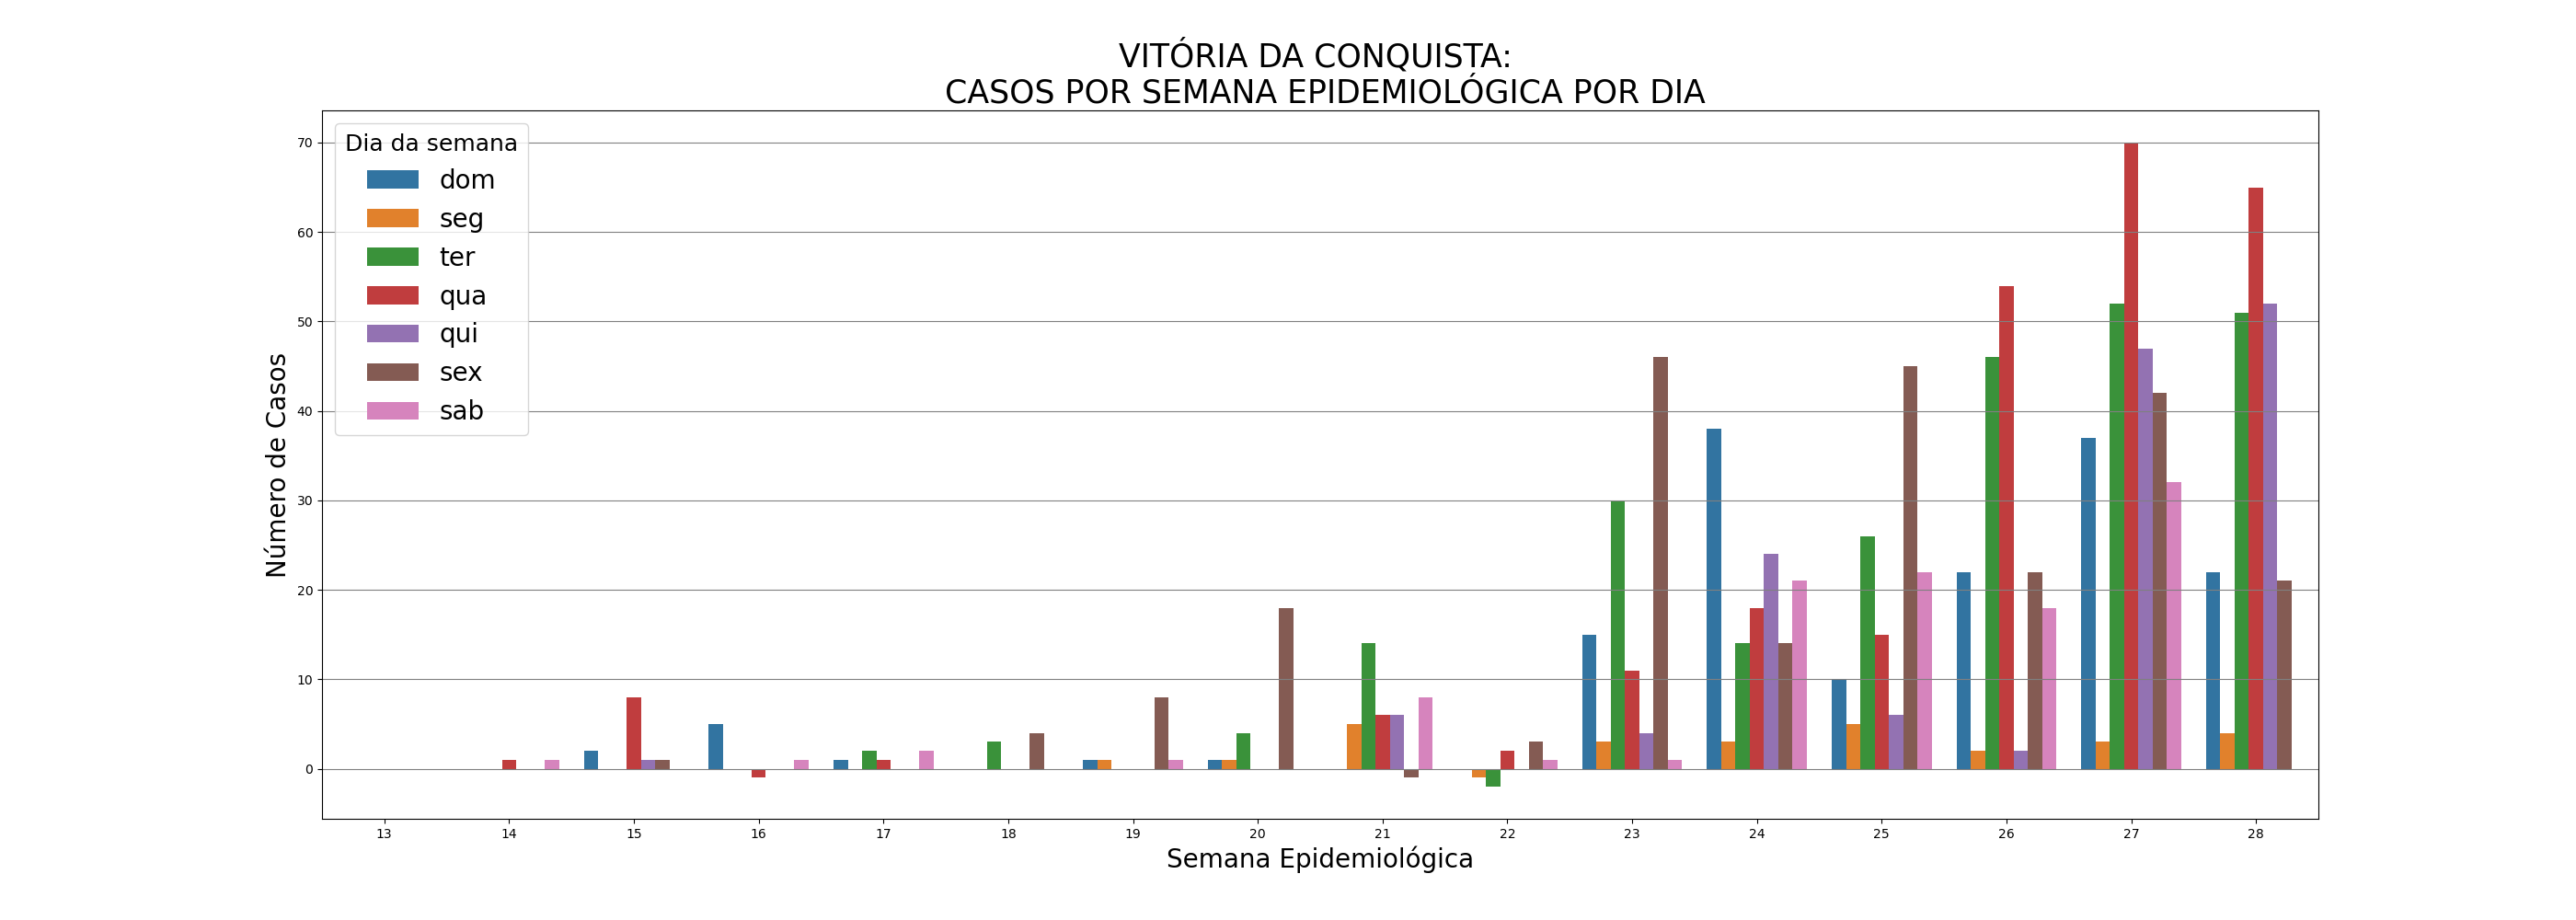 VITÓRIA DA CONQUISTA:
CASOS POR SEMANA EPIDEMIOLÓGICA POR DIA
Dia da semana
dom
seg
ter
qua
qui
sex
sab
Número de Casos
70
60
50
40
30
20
10
0
13 14 15 16 17 18 19 20 21 22 23 24 25 26 27 28
Semana Epidemiológica